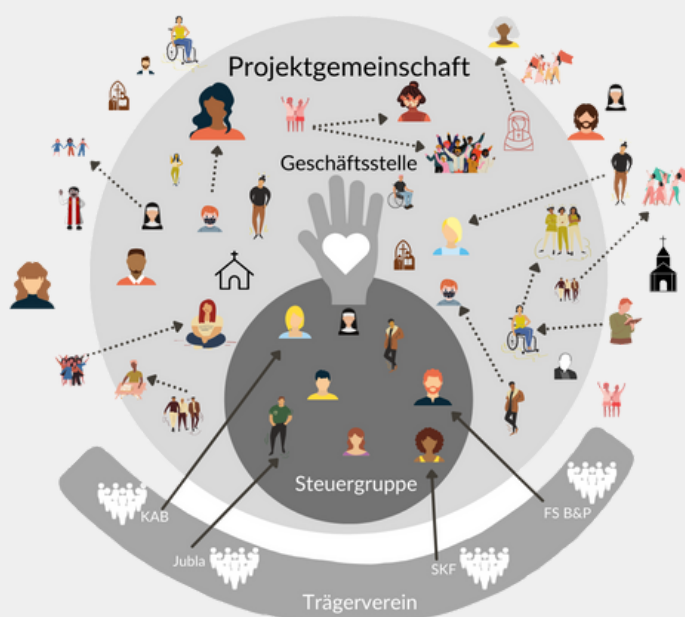 Projektgemeinschaft
Geschäftsstelle
Steuergruppe
KAB
FS B&P
Jubla
SKF
Trägerverein